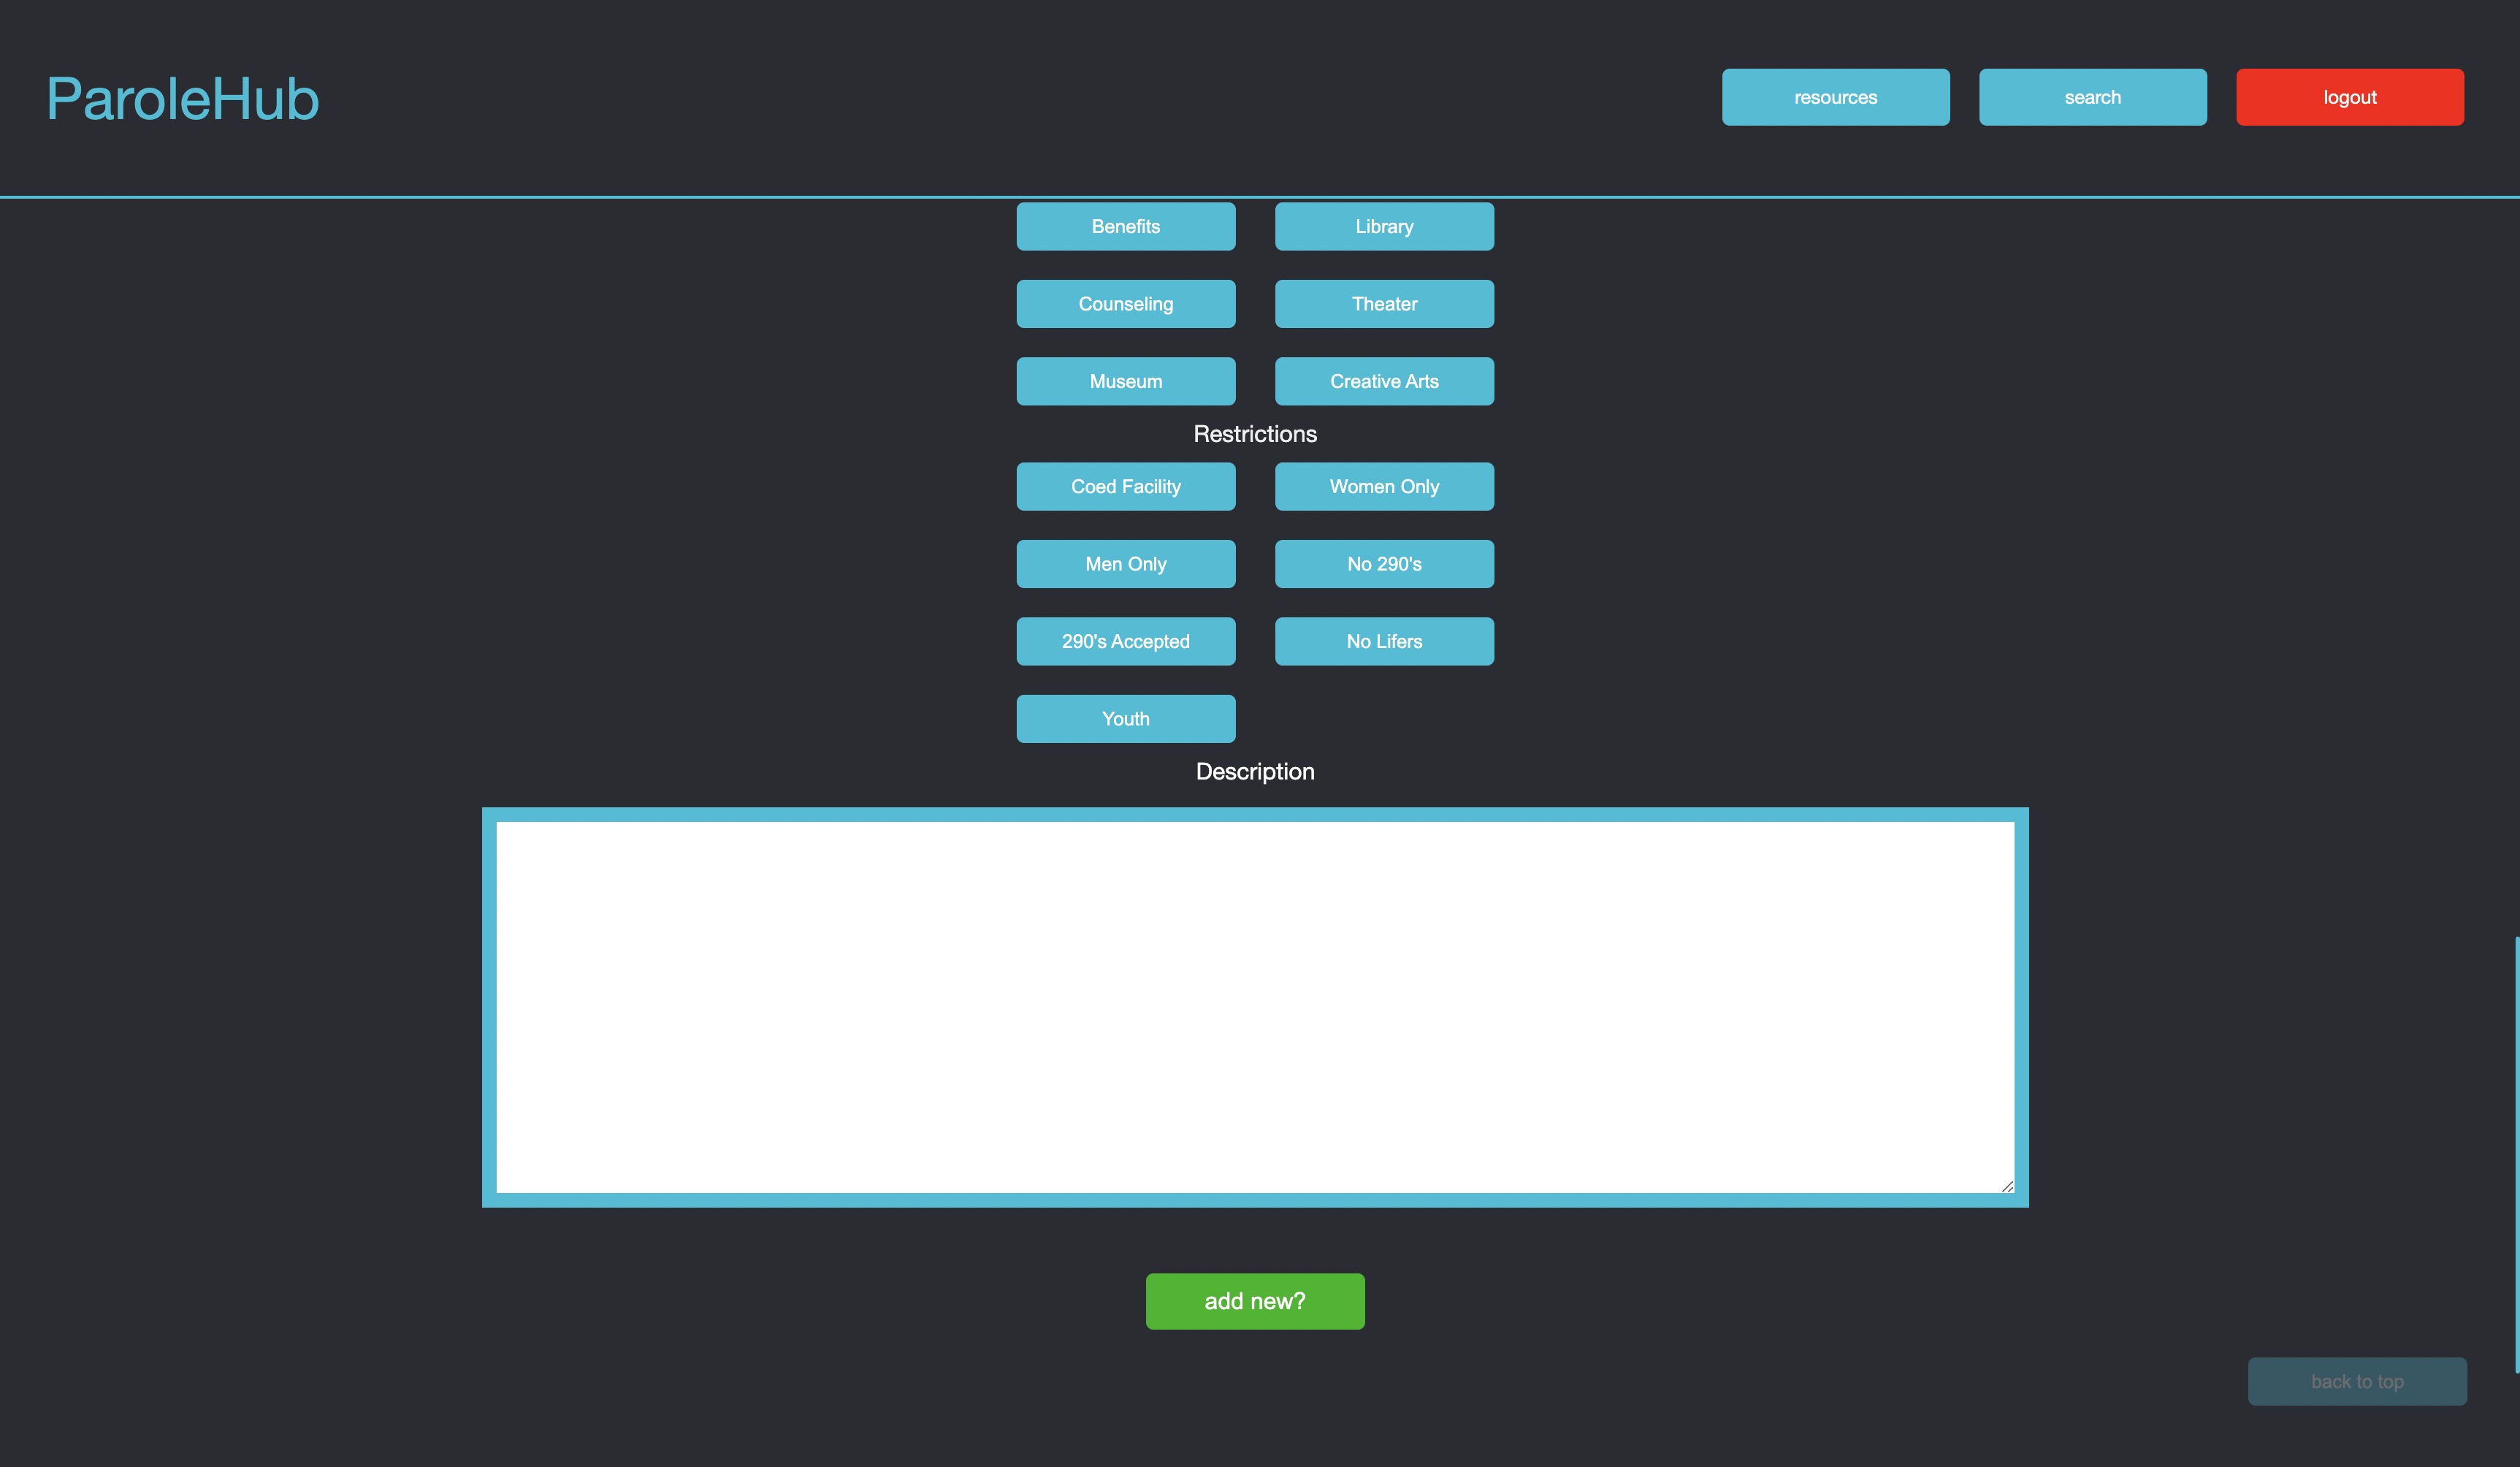 ParoleHub
resources search logout
Benefits Library
Counseling Theater
Museum Creative Arts
Restrictions
Coed Facility Women Only
Men Only No 290's
290's Accepted No Lifers
Youth
Description
add new?
back to top